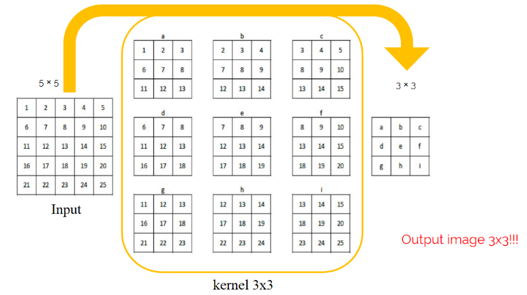 a b c
1 2 3 2 3 4 3 4 5
6 7 8 7 8 9 8 9 10
11 12 13 12 13 14 13 14 15
5 × 5
3 × 3
1 2 3 4 5
6 7 8 9 10
11 12 13 14 15
16 17 18 19 20
21 22 23 24 25
Input
d e f
6 7 8 7 8 9 8 9 10
11 12 13 12 13 14 13 14 15
16 17 18 17 18 19 18 19 20
a b c
d e f
g h i
g h i
11 12 13 12 13 14 13 14 15
16 17 18 17 18 19 18 19 20
21 22 23 22 23 24 23 24 25
Output image 3x3!!!
kernel 3x3